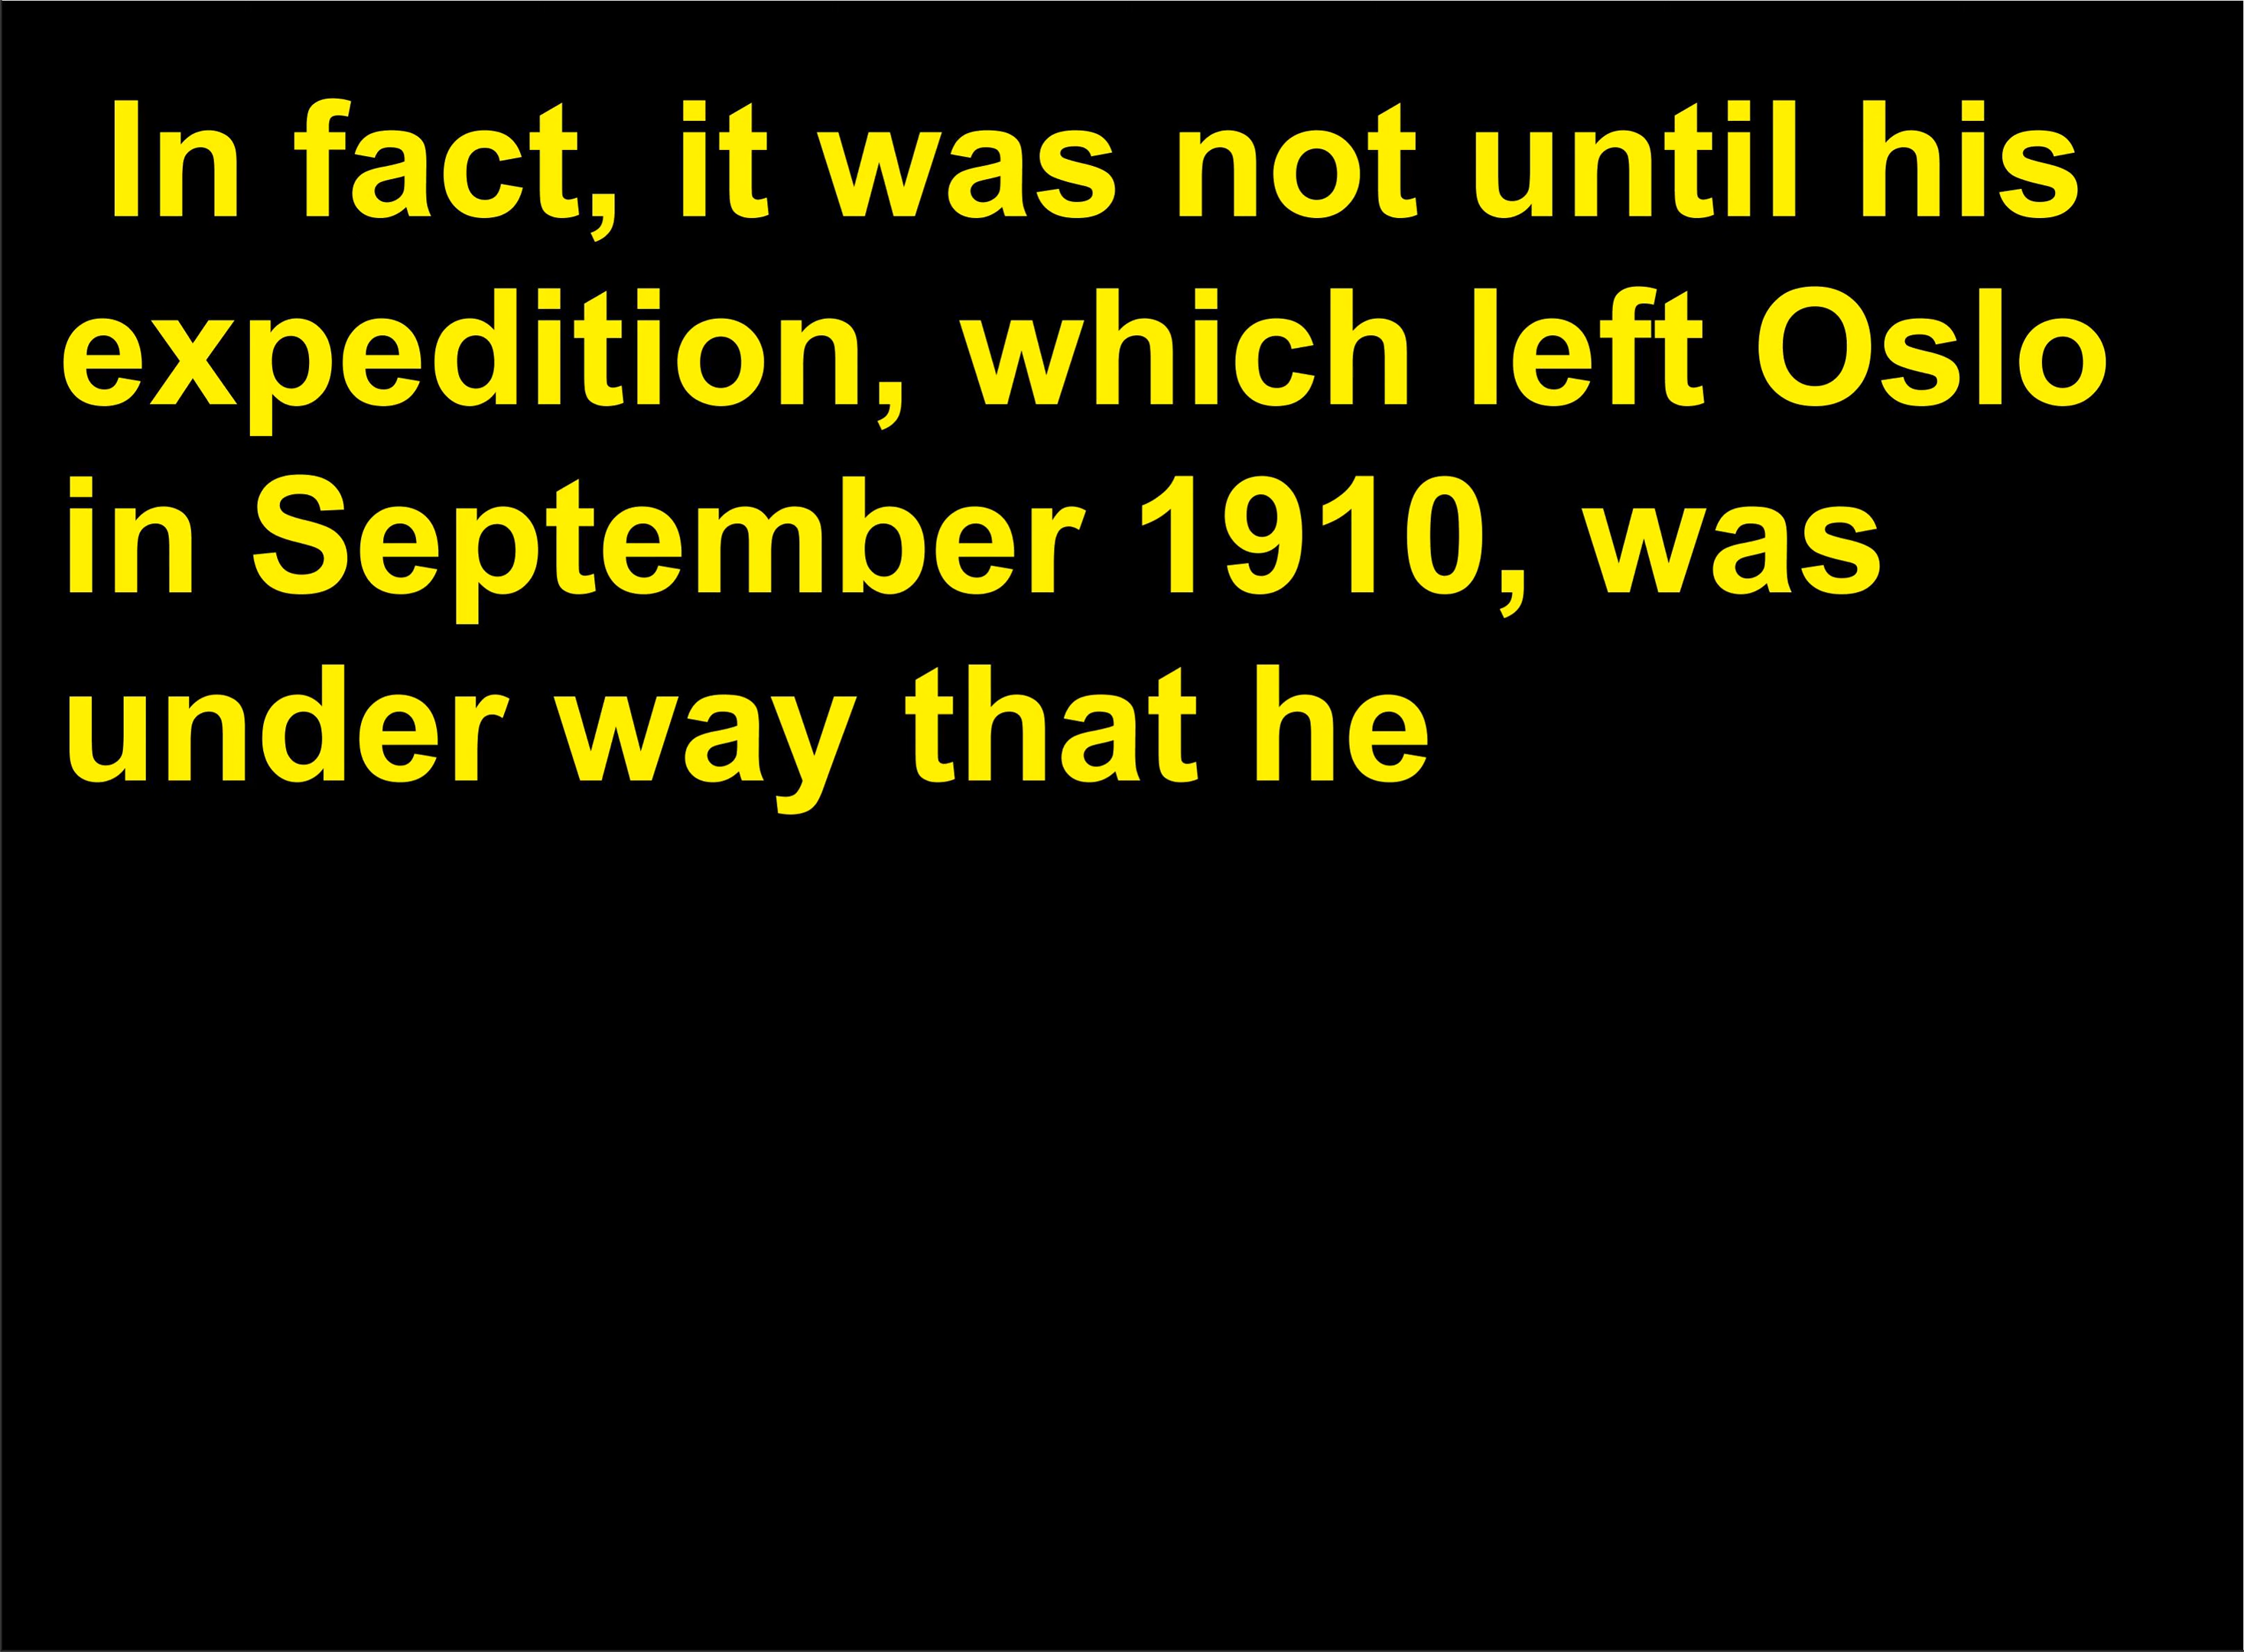 In fact, it was not until his
expedition, which left Oslo
in September 1910, was
under way that he